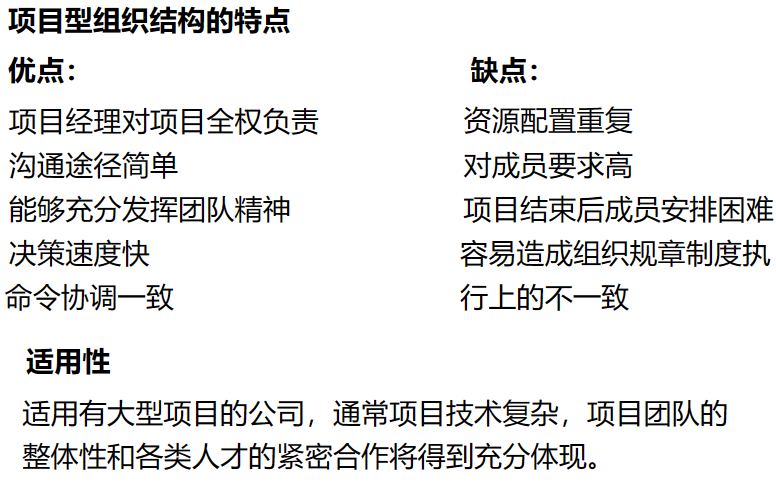 项目型组织结构的特点
优点：
项目经理对项目全权负责
沟通途径简单
能够充分发挥团队精神
决策速度快
命令协调一致
缺点：
资源配置重复
对成员要求高
项目结束后成员安排困难
容易造成组织规章制度执
行上的不一致
适用性
适用有大型项目的公司，通常项目技术复杂，项目团队的
整体性和各类人才的紧密合作将得到充分体现。